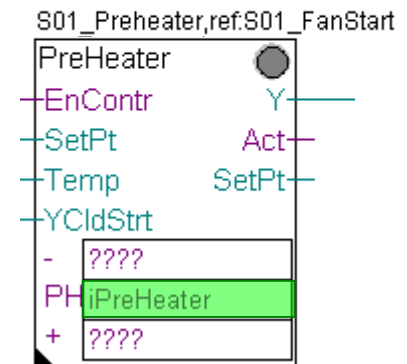 S01_Preheater,ref:S01_FanStart
PreHeater
EnContr Y
SetPt Act
Temp SetPt
YCldStrt
- ????
PH iPreHeater
+ ????